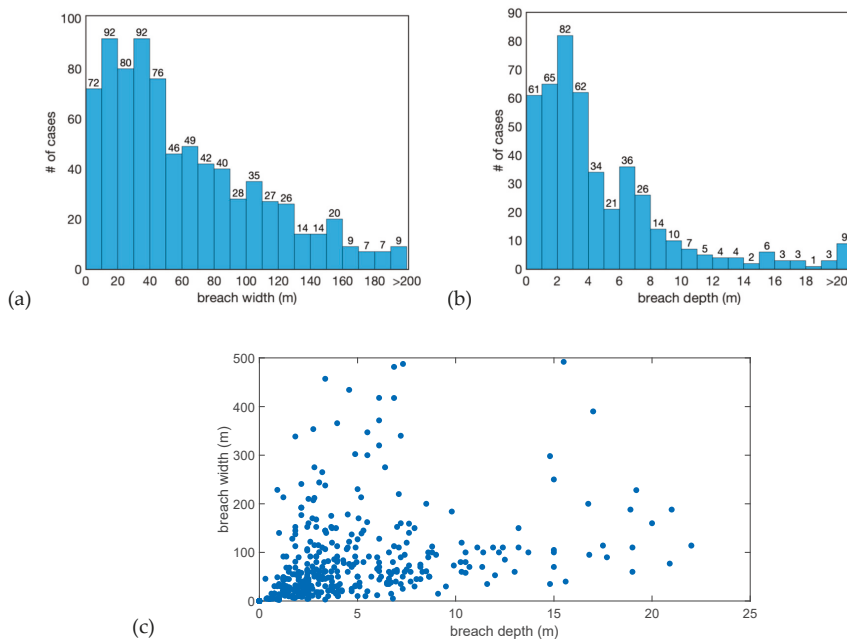 100
80
60
40
20
0
# of cases
72 92 80 92 76 46 49 42 40 28 35 27 26 14 14 20 9 7 7 9
0 20 40 60 80 100 120 140 160 180 >200
breach width (m)
(a)
90
80
70
60
50
40
30
20
10
0
# of cases
61 65 82 62 34 21 36 26 14 10 7 5 4 4 2 6 3 3 1 3 9
0 2 4 6 8 10 12 14 16 18 >20
breach depth (m)
(b)
500
400
300
200
100
0
breach width (m)
0 5 10 15 20 25
breach depth (m)
(c)